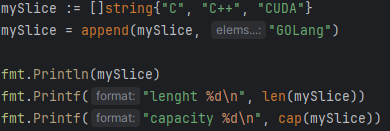 mySlice := []string{"C", "C++", "CUDA"}
mySlice = append(mySlice, elems...: "GOLang")
fmt.Println(mySlice)
fmt.Printf( format: "lenght %d\n", len(mySlice))
fmt.Printf( format: "capacity %d\n", cap(mySlice))